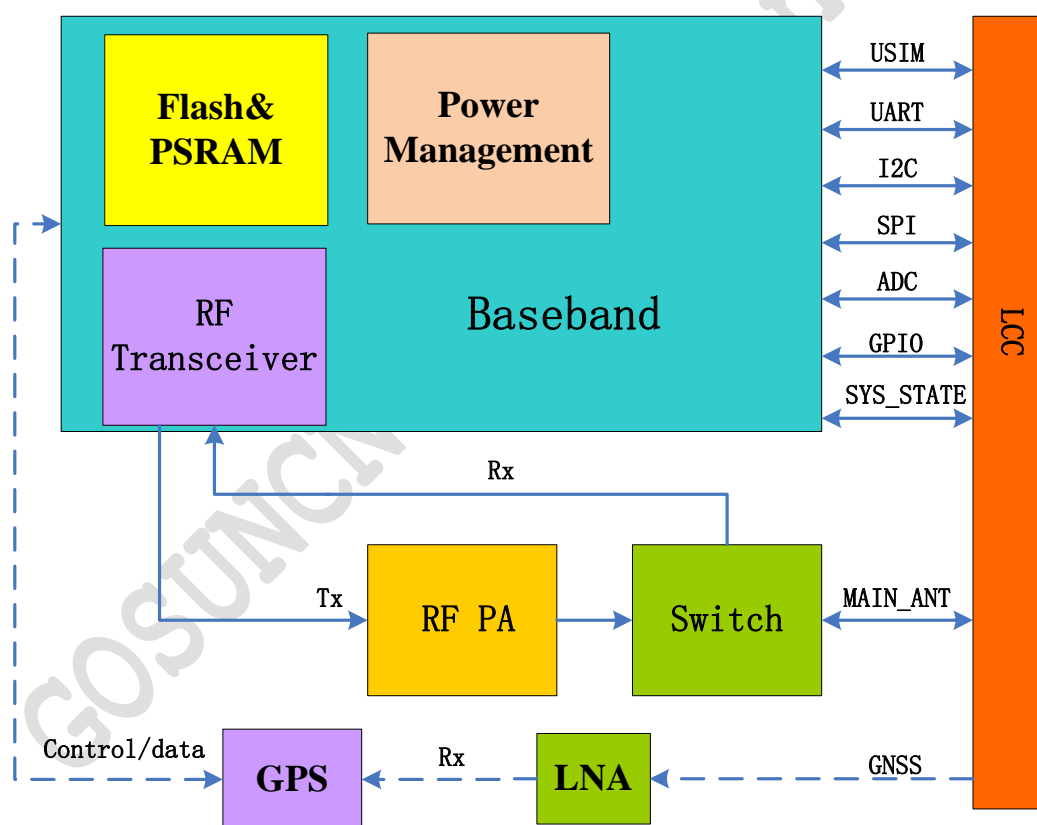 Flash&
PSRAM
Power
Management
RF
Transceiver
Baseband
USIM
UART
I2C
SPI
ADC
GPIO
SYS_STATE
LCC
Rx
Tx
RF PA
Switch
MAIN_ANT
Control/data
GPS
Rx
LNA
GNSS
GOSUNCN